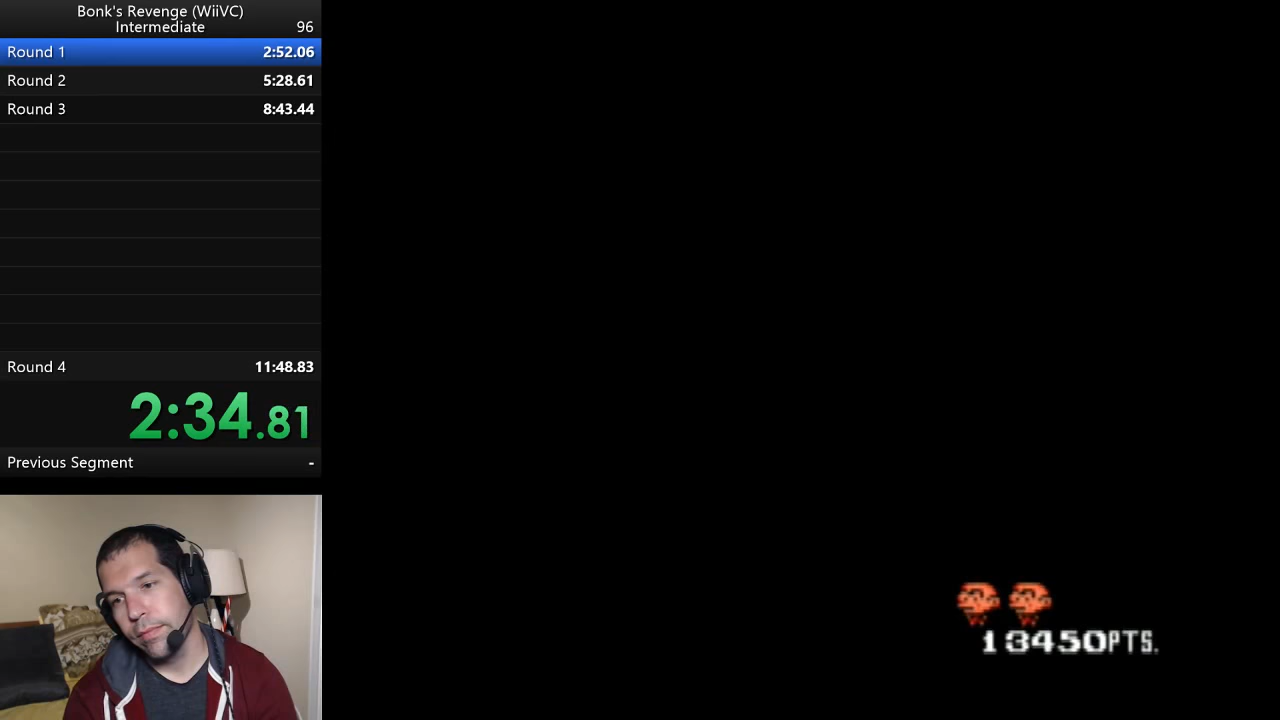 Bonk's Revenge (WiiVC)
Intermediate 96
Round 1 2:52.06
Round 2 5:28.61
Round 3 8:43.44
Round 4 11:48.83
2:34.81
Previous Segment -
13450PTS.